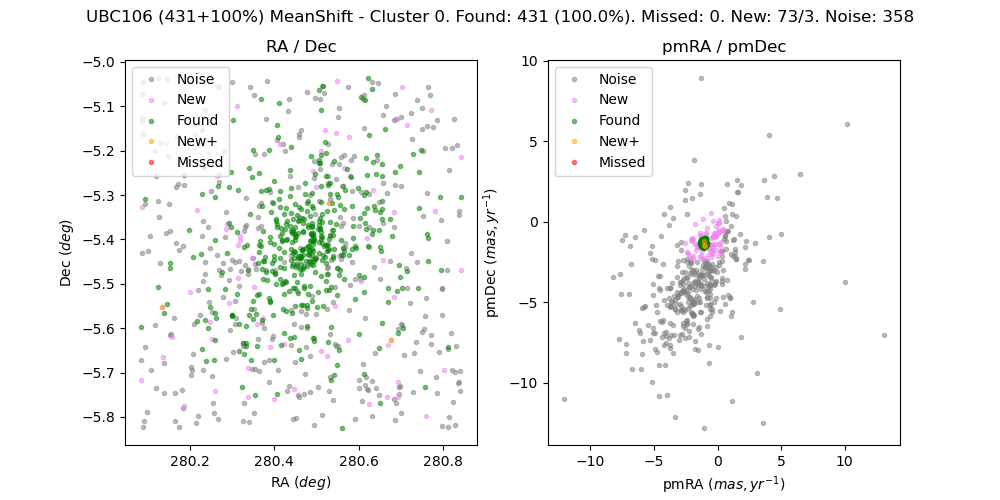 UBC106 (431+100%) MeanShift - Cluster 0. Found: 431 (100.0%). Missed: 0. New: 73/3. Noise: 358
RA / Dec
Noise
New
Found
New+
Missed
Dec (deg)
−5.0
−5.1
−5.2
−5.3
−5.4
−5.5
−5.6
−5.7
−5.8
280.2
280.4
280.6
280.8
RA (deg)
pmRA / pmDec
Noise
New
Found
New+
Missed
pmDec (mas, yr⁻¹)
10
5
0
−5
−10
−10
−5
0
5
10
pmRA (mas, yr⁻¹)